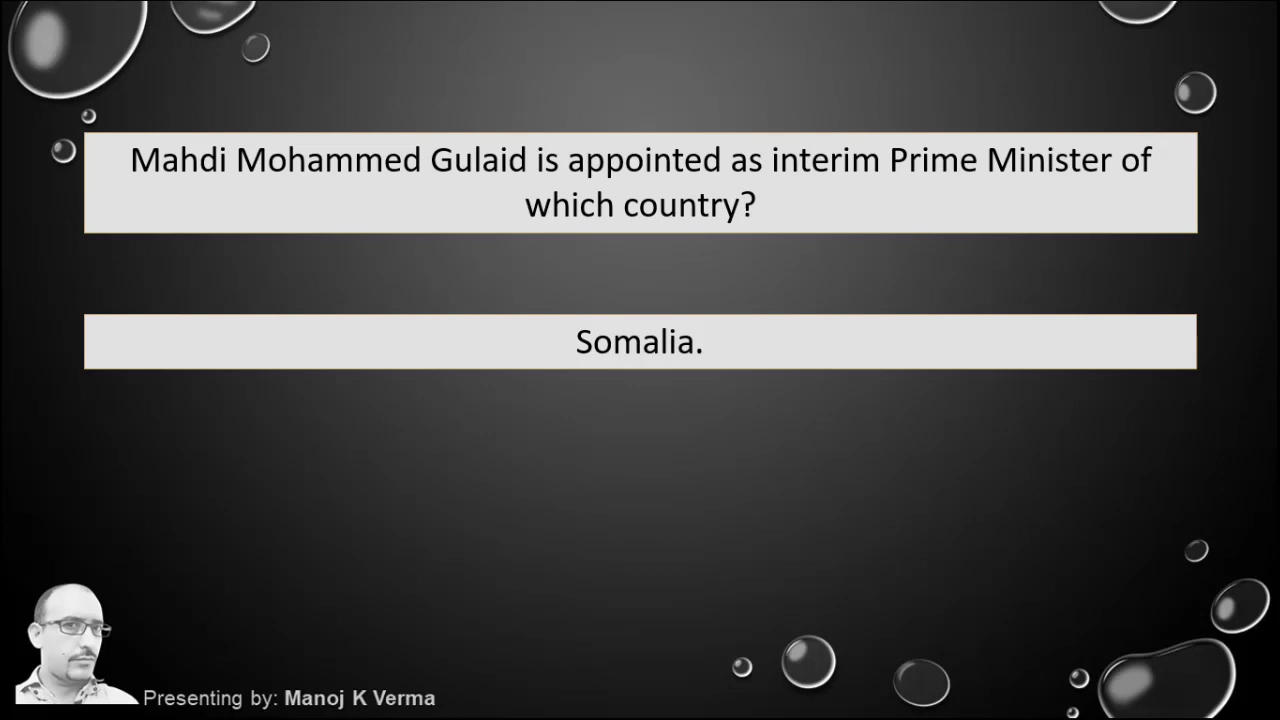 Mahdi Mohammed Gulaid is appointed as interim Prime Minister of
which country?
Somalia.
Presenting by: Manoj K Verma